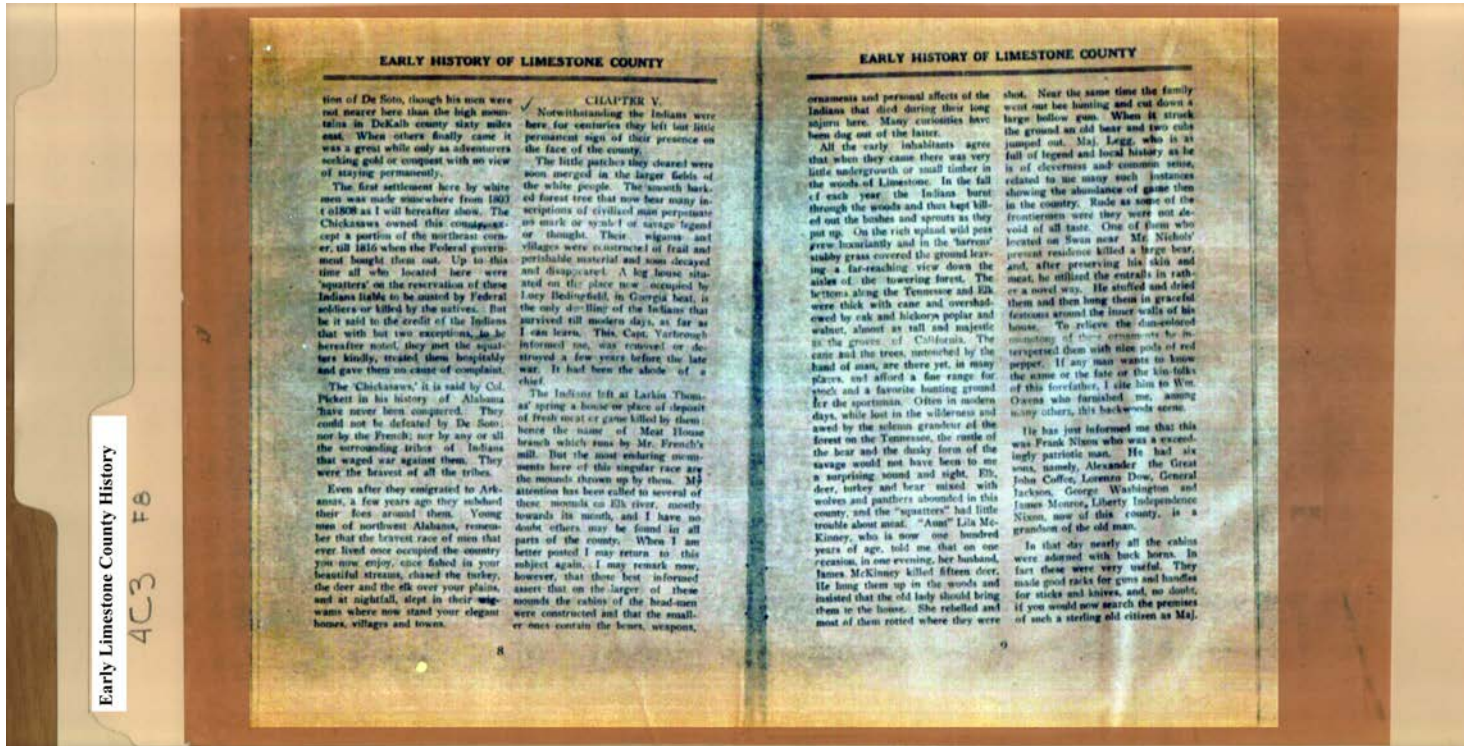 EARLY HISTORY OF LIMESTONE COUNTY
tion of De Soto, though his men were
not nearer here than the high moun-
tains in DeKalb county sixty miles
east. When others finally came it
was a great while only as adventurers
seeking gold or conquest with no view
of staying permanently.
The first settlement here by white
men was made somewhere from 1803
t o1808 as I will hereafter show. The
Chickasaws owned this county, ex-
cept a portion of the northeast corn-
er, till 1816 when the Federal govern-
ment bought them out. Up to this
time all who located here were
'squatters' on the reservation of these
Indians liable to be ousted by Federal
soldiers or killed by the natives. But
be it said to the credit of the Indians
that with but two exceptions, to be
hereafter noted, they met the squat-
ters kindly, treated them hospitably
and gave them no cause of complaint.
The 'Chickasaws,' it is said by Col.
Pickett in his history of Alabama
'have never been conquered. They
could not be defeated by De Soto;
nor by the French; nor by any or all
the surrounding tribes of Indians
that waged war against them. They
were the bravest of all the tribes.
Even after they emigrated to Ark-
ansas, a few years ago they subdued
their foes around them. Young
men of northwest Alabama, remem-
ber that the bravest race of men that
ever lived once occupied the country
you now enjoy, once fished in your
beautiful streams, chased the turkey,
the deer and the elk over your plains,
and at nightfall, slept in their wig-
wams where now stand your elegant
homes, villages and towns.
CHAPTER V.
Notwithstanding the Indians were
here for centuries they left but little
permanent sign of their presence on
the face of the county.
The little patches they cleared were
soon merged in the larger fields of
the white people. The smooth bark-
ed forest tree that now bear many in-
scriptions of civilized man perpetuate
no mark or symbol of savage legend
or thought. Their wigams and
villages were constructed of frail and
perishable material and soon decayed
and disappeared. A log house situ-
ated on the place now occupied by
Lucy Bedingfield, in Georgia beat, is
the only dwelling of the Indians that
survived till modern days, as far as
I can learn. This, Capt. Yarbrough
informed me, was removed or de-
stroyed a few years before the late
war. It had been the abode of a
chief.
The Indians left at Larkin Thom-
as' spring a house or place of deposit
of fresh meat or game killed by them;
hence the name of Meat House
branch which runs by Mr. French's
mill. But the most enduring monu-
ments here of this singular race are
the mounds thrown up by them. My
attention has been called to several of
these mounds on Elk river, mostly
towards its mouth, and I have no
doubt others may be found in all
parts of the county. When I am
better posted I may return to this
subject again. I may remark now,
however, that those best informed
assert that on the larger of these
mounds the cabins of the head-men
were constructed and that the small-
er ones contain the bones, weapons,
8
EARLY HISTORY OF LIMESTONE COUNTY
ornaments and personal affects of the
Indians that died during their long
sojurn here. Many curiosities have
been dug out of the latter.
All the early inhabitants agree
that when they came there was very
little undergrowth or small timber in
the woods of Limestone. In the fall
of each year the Indians burnt
through the woods and thus kept kill-
ed out the bushes and sprouts as they
put up. On the rich upland wild peas
grew luxuriantly and in the 'barrens'
stubby grass covered the ground leav-
ing a far-reaching view down the
aisles of the towering forest. The
bottoms along the Tennessee and Elk
were thick with cane and overshad-
owed by oak and hickory, poplar and
walnut, almost as tall and majestic
as the groves of California. The
cane and the trees, untouched by the
hand of man, are there yet, in many
places, and afford a fine range for
stock and a favorite hunting ground
for the sportsman. Often in modern
days, while lost in the wilderness and
awed by the solemn grandeur of the
forest on the Tennessee, the rustle of
the bear and the dusky form of the
savage would not have been to me
a surprising sound and sight. Elk,
deer, turkey and bear mixed with
wolves and panthers abounded in this
county, and the "squatters" had little
trouble about meat. "Aunt" Lila Mc-
Kinney, who is now one hundred
years of age, told me that on one
occasion, in one evening, her husband,
James McKinney killed fifteen deer.
He hung them up in the woods and
insisted that the old lady should bring
them to the house. She rebelled and
most of them rotted where they were
shot. Near the same time the family
went out bee hunting and cut down a
large hollow gum. When it struck
the ground an old bear and two cubs
jumped out. Maj. Legg, who is as
full of legend and local history as he
is of cleverness and common sense,
related to me many such instances
showing the abundance of game then
in the country. Rude as some of the
frontiermen were they were not de-
void of all taste. One of them who
located on Swan near Mr. Nichols'
present residence killed a large bear
and, after preserving his skin and
meat, he utilized the entrails in rath-
er a novel way. He stuffed and dried
them and then hung them in graceful
festoons around the inner walls of his
house. To relieve the dun-colored
monotony of these ornaments he in-
terspersed them with nice pods of red
pepper. If any man wants to know
the name or the fate or the kin-folks
of this forefather, I cite him to Wm.
Owens who furnished me, among
many others, this backwoods scene.
He has just informed me that this
was Frank Nixon who was a exceed-
ingly patriotic man. He had six
sons, namely, Alexander the Great
John Coffee, Lorenzo Dow, General
Jackson, George Washington and
James Monroe, Liberty Independence
Nixon, now of this county, is a
grandson of the old man.
In that day nearly all the cabins
were adorned with buck horns. In
fact these were very useful. They
made good racks for guns and handles
for sticks and knives, and, no doubt,
if you would now search the premises
of such a sterling old citizen as Maj.
9
Early Limestone County History
4C3 F8